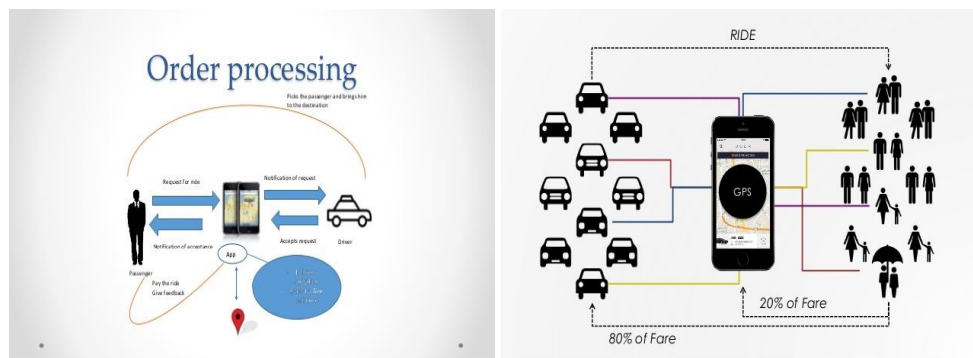 Order processing
Picks the passenger and brings him
to the destination
Request for ride
Notification of request
Notification of acceptance
Accepts request
Driver
App
Passenger
Pay the ride
Give feedback
RIDE
UBER
GPS
20% of Fare
80% of Fare